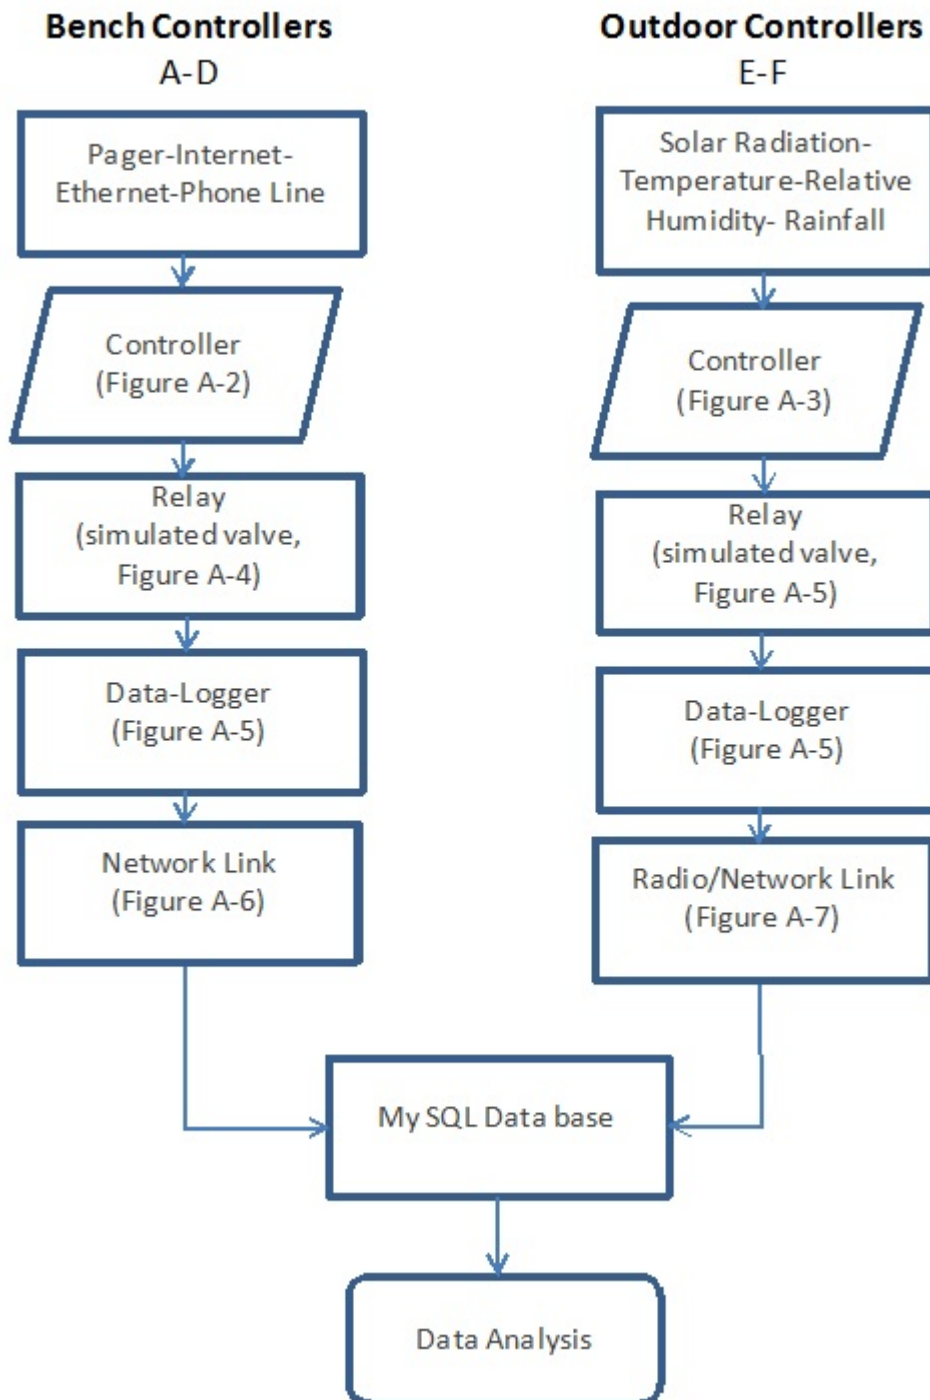 Bench Controllers
A-D
Pager-Internet-
Ethernet-Phone Line
Controller
(Figure A-2)
Relay
(simulated valve,
Figure A-4)
Data-Logger
(Figure A-5)
Network Link
(Figure A-6)
Outdoor Controllers
E-F
Solar Radiation-
Temperature-Relative
Humidity- Rainfall
Controller
(Figure A-3)
Relay
(simulated valve,
Figure A-5)
Data-Logger
(Figure A-5)
Radio/Network Link
(Figure A-7)
My SQL Data base
Data Analysis